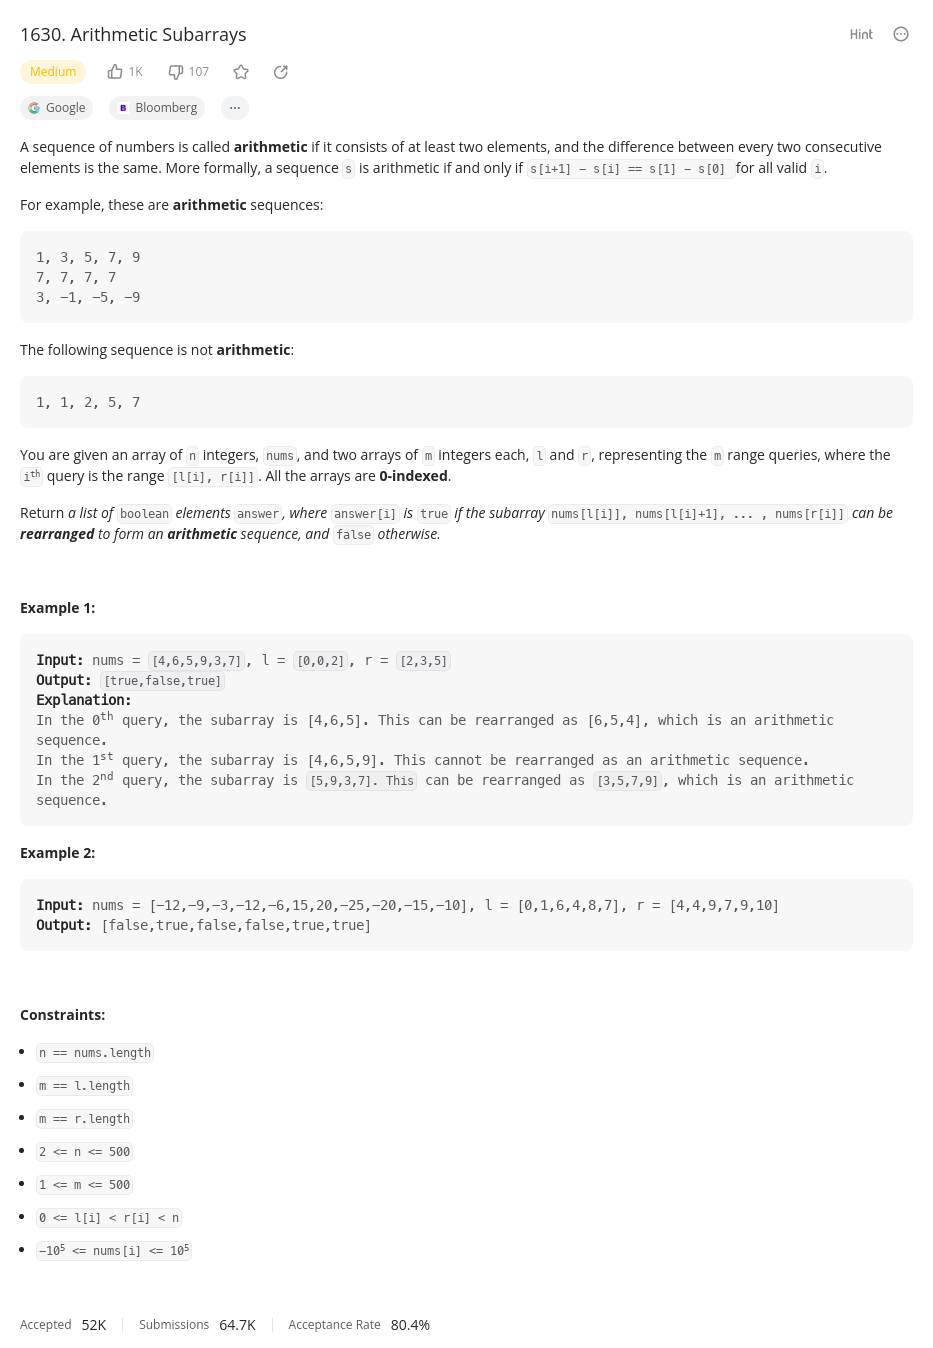 1630. Arithmetic Subarrays
Hint
Medium 1K 107
Google Bloomberg ...
A sequence of numbers is called arithmetic if it consists of at least two elements, and the difference between every two consecutive
elements is the same. More formally, a sequence s is arithmetic if and only if s[i+1] − s[i] == s[1] − s[0] for all valid i.
For example, these are arithmetic sequences:
1, 3, 5, 7, 9
7, 7, 7, 7
3, −1, −5, −9
The following sequence is not arithmetic:
1, 1, 2, 5, 7
You are given an array of n integers, nums, and two arrays of m integers each, l and r, representing the m range queries, where the
iᵗʰ query is the range [l[i], r[i]]. All the arrays are 0-indexed.
Return a list of boolean elements answer, where answer[i] is true if the subarray nums[l[i]], nums[l[i]+1], ... , nums[r[i]] can be
rearranged to form an arithmetic sequence, and false otherwise.
Example 1:
Input: nums = [4,6,5,9,3,7], l = [0,0,2], r = [2,3,5]
Output: [true,false,true]
Explanation:
In the 0ᵗʰ query, the subarray is [4,6,5]. This can be rearranged as [6,5,4], which is an arithmetic
sequence.
In the 1ˢᵗ query, the subarray is [4,6,5,9]. This cannot be rearranged as an arithmetic sequence.
In the 2ⁿᵈ query, the subarray is [5,9,3,7]. This can be rearranged as [3,5,7,9], which is an arithmetic
sequence.
Example 2:
Input: nums = [−12,−9,−3,−12,−6,15,20,−25,−20,−15,−10], l = [0,1,6,4,8,7], r = [4,4,9,7,9,10]
Output: [false,true,false,false,true,true]
Constraints:
• n == nums.length
• m == l.length
• m == r.length
• 2 <= n <= 500
• 1 <= m <= 500
• 0 <= l[i] < r[i] < n
• −10⁵ <= nums[i] <= 10⁵
Accepted 52K Submissions 64.7K Acceptance Rate 80.4%